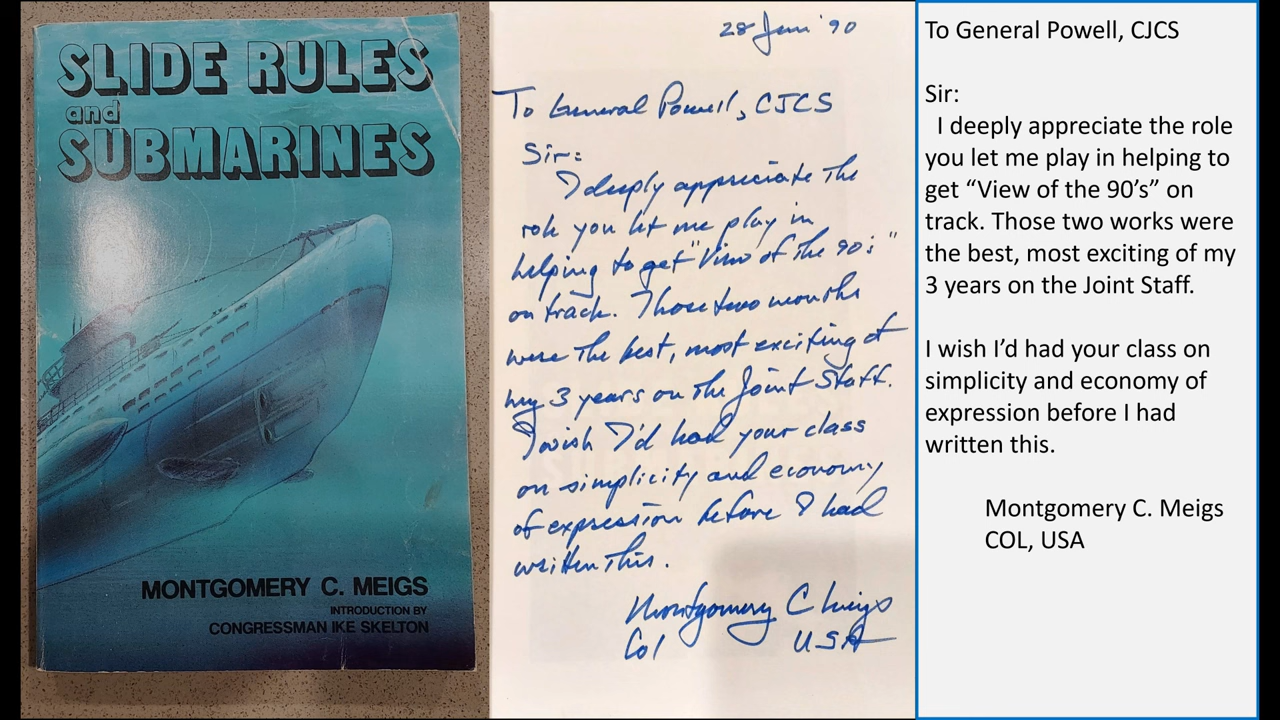 SLIDE RULES
and
SUBMARINES
MONTGOMERY C. MEIGS
INTRODUCTION BY
CONGRESSMAN IKE SKELTON
28 Jun '90
To General Powell, CJCS
Sir:
I deeply appreciate the
role you let me play in
helping to get "View of the 90's"
on track. Those two months
were the best, most exciting of
my 3 years on the Joint Staff.
I wish I'd had your class
on simplicity and economy
of expression before I had
written this.
Montgomery C Meigs
Col USA
To General Powell, CJCS
Sir:
I deeply appreciate the role
you let me play in helping to
get “View of the 90’s” on
track. Those two works were
the best, most exciting of my
3 years on the Joint Staff.
I wish I’d had your class on
simplicity and economy of
expression before I had
written this.
Montgomery C. Meigs
COL, USA